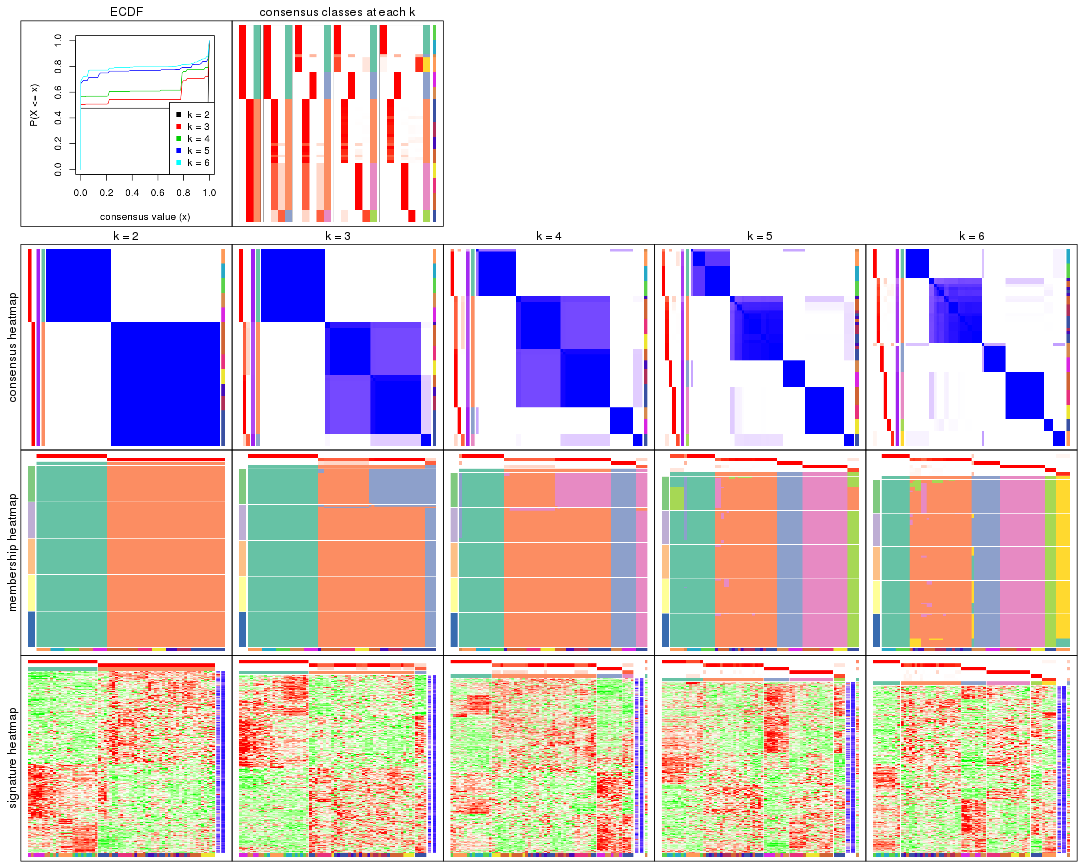 ECDF
consensus classes at each k
P(X <= x)
1.0
0.8
0.6
0.4
0.2
0.0
k = 2
k = 3
k = 4
k = 5
k = 6
0.0 0.2 0.4 0.6 0.8 1.0
consensus value (x)
k = 2
k = 3
k = 4
k = 5
k = 6
consensus heatmap
membership heatmap
signature heatmap